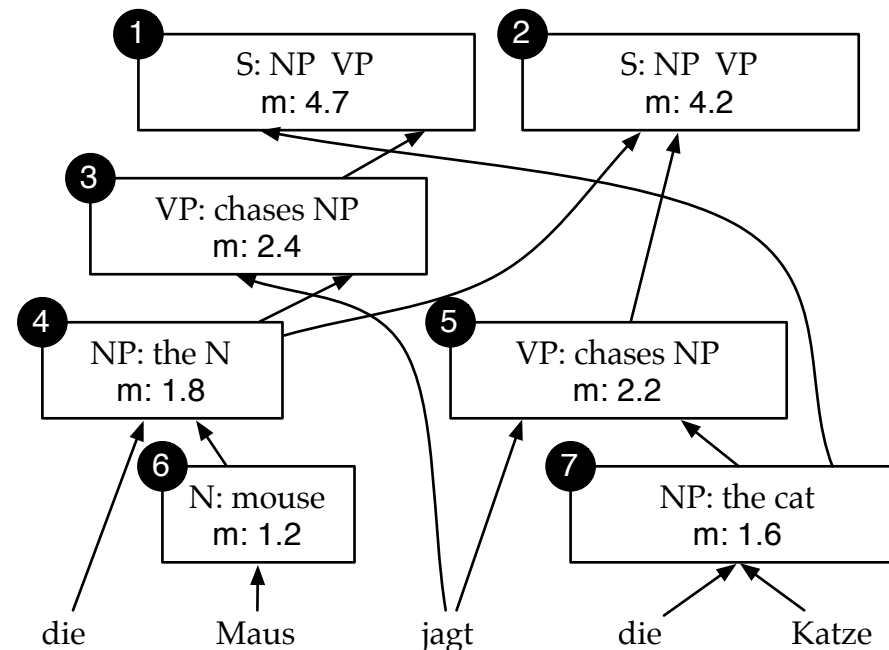 1
S: NP VP
m: 4.7
2
S: NP VP
m: 4.2
3
VP: chases NP
m: 2.4
4
NP: the N
m: 1.8
5
VP: chases NP
m: 2.2
6
N: mouse
m: 1.2
7
NP: the cat
m: 1.6
die Maus jagt die Katze